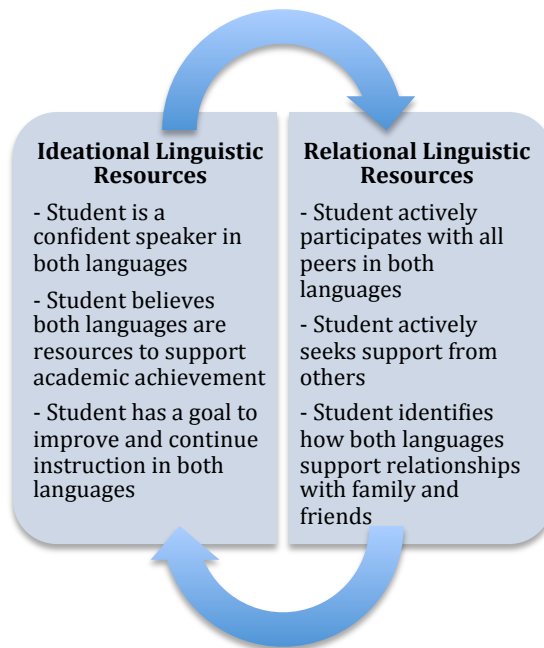 Ideational Linguistic
Resources
- Student is a
confident speaker in
both languages
- Student believes
both languages are
resources to support
academic achievement
- Student has a goal to
improve and continue
instruction in both
languages
Relational Linguistic
Resources
- Student actively
participates with all
peers in both
languages
- Student actively
seeks support from
others
- Student identifies
how both languages
support relationships
with family and
friends